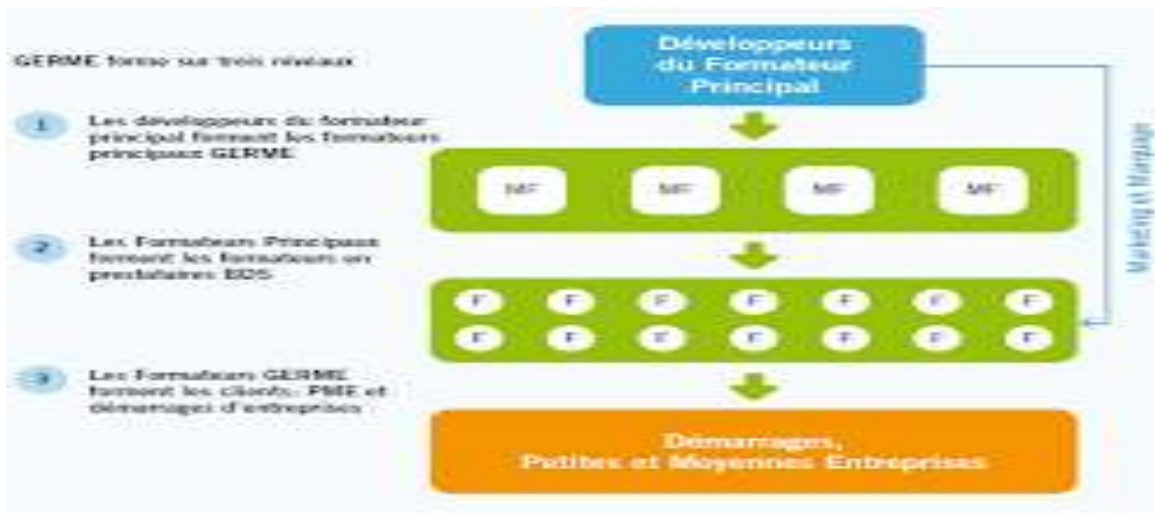 GERME forme sur trois niveaux
1
Les développeurs du formateur
principal forment les formateurs
principaux GERME
2
Les Formateurs Principaux
forment les formateurs en
prestataires BDS
3
Les Formateurs GERME
forment les clients: PME et
démarrages d'entreprises
Développeurs
du Formateur
Principal
MF MF MF MF
F F F F F F F
F F F F F F F
Démarrages,
Petites et Moyennes Entreprises
Marketing et